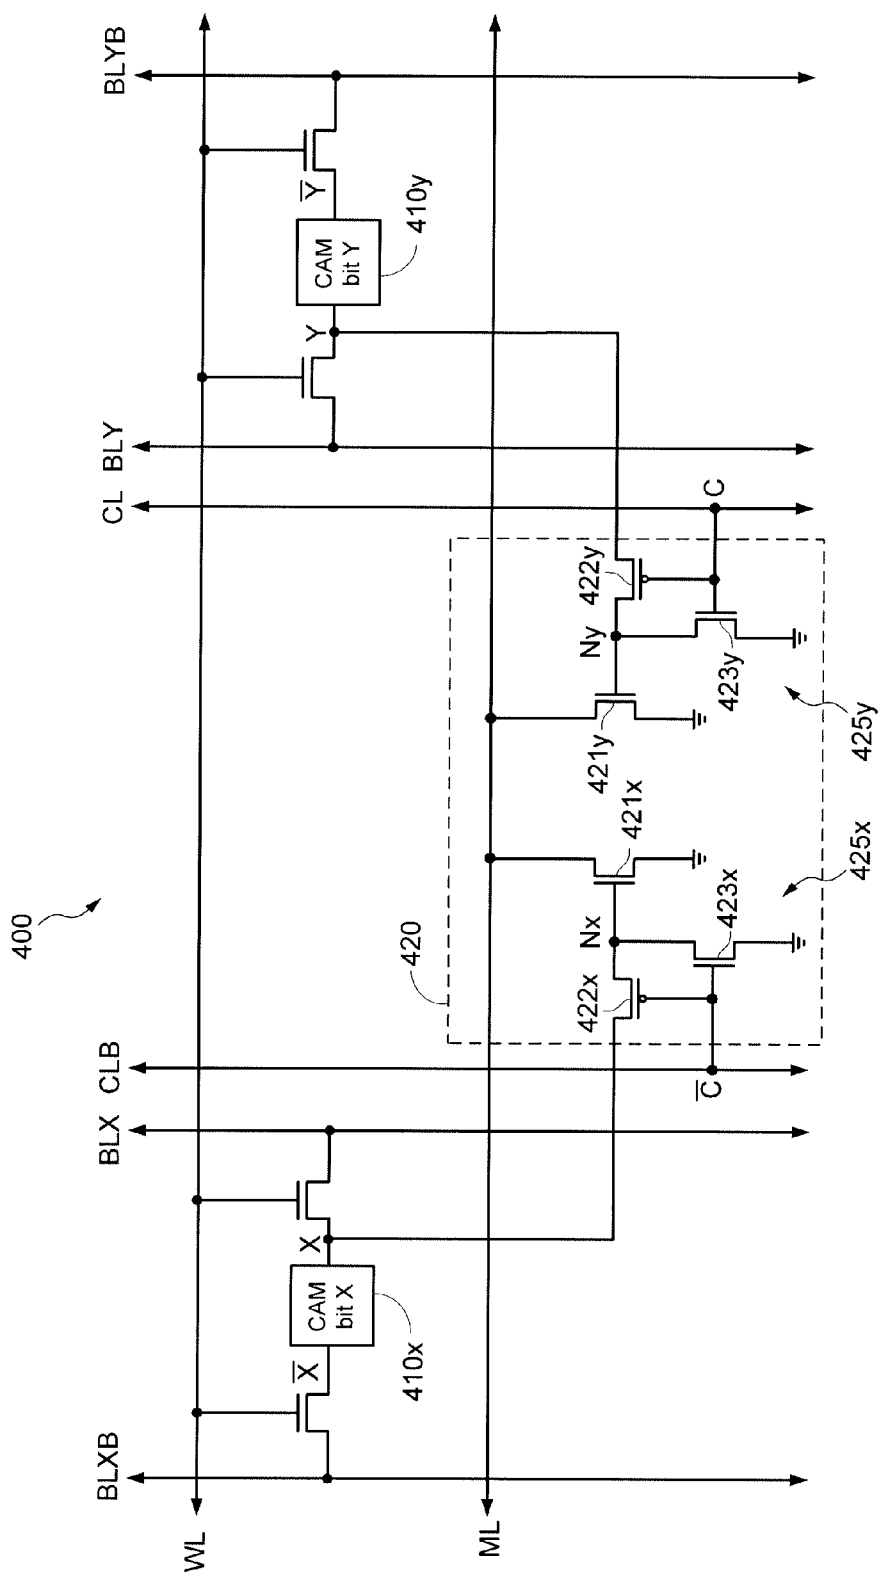 400
BLXB
BLX
CLB
CL
BLY
BLYB
WL
X̅
CAM
bit X
X
410x
Y
CAM
bit Y
Y̅
410y
ML
420
Nx
422x
421x
423x
C̅
425x
Ny
422y
421y
423y
C
425y